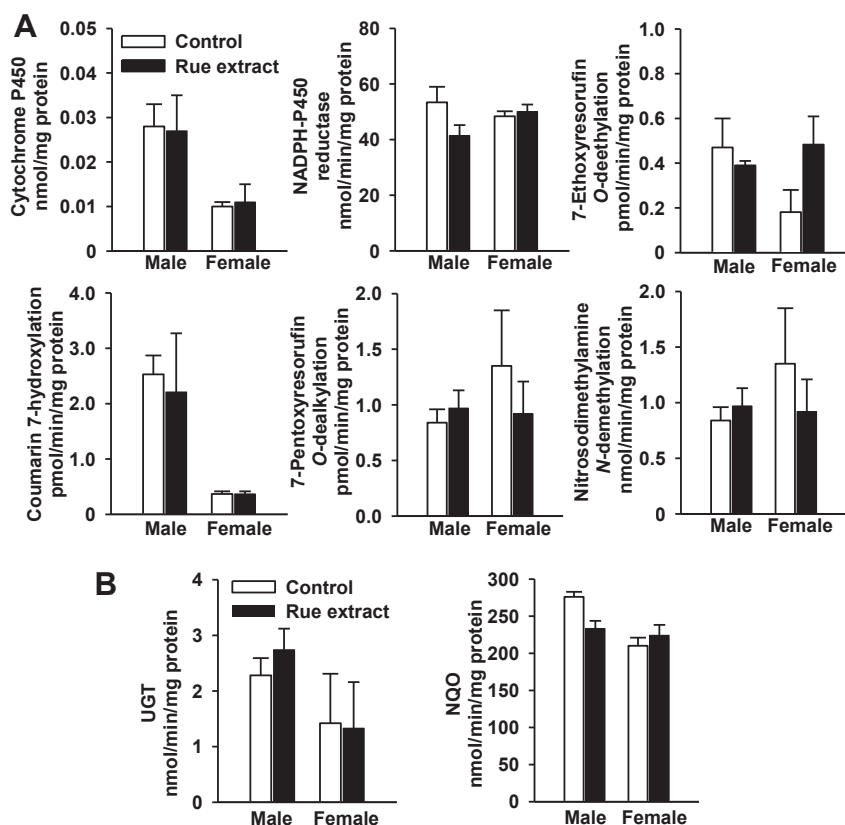 A
Control
Rue extract
Cytochrome P450
nmol/mg protein
0.05
0.04
0.03
0.02
0.01
0
Male Female
NADPH-P450
reductase
nmol/min/mg protein
80
60
40
20
0
Male Female
7-Ethoxyresorufin
O-deethylation
pmol/min/mg protein
1.0
0.8
0.6
0.4
0.2
0
Male Female
Coumarin 7-hydroxylation
pmol/min/mg protein
4.0
3.0
2.0
1.0
0
Male Female
7-Pentoxyresorufin
O-dealkylation
pmol/min/mg protein
2.0
1.5
1.0
0.5
0.0
Male Female
Nitrosodimethylamine
N-demethylation
nmol/min/mg protein
2.0
1.5
1.0
0.5
0
Male Female
B
Control
Rue extract
UGT
nmol/min/mg protein
4
3
2
1
0
Male Female
NQO
nmol/min/mg protein
300
250
200
150
100
50
0
Male Female